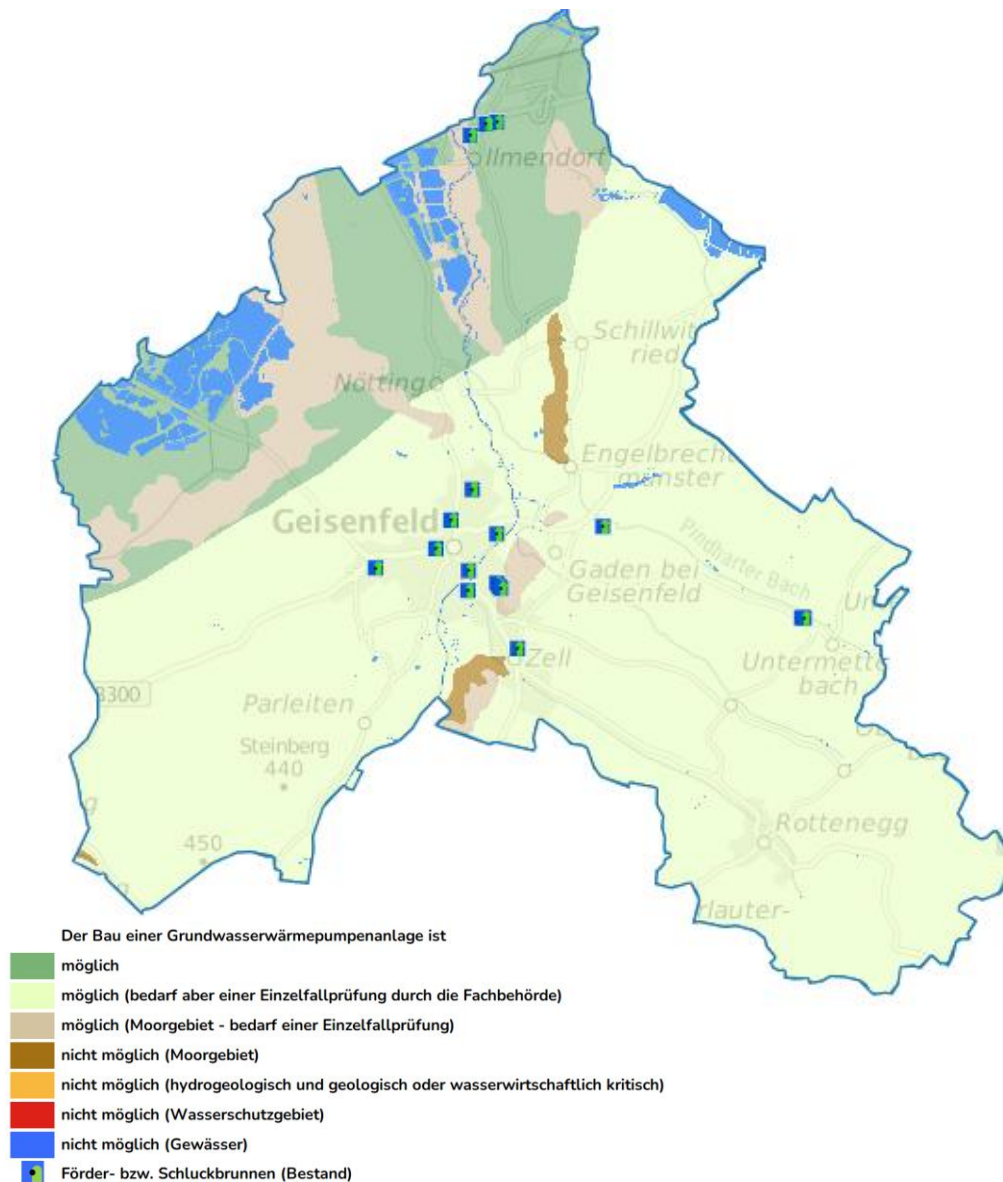 Ilmendorf
Schillwit
ried
Nötting
Engelbrechts
münster
Geisenfeld
Pindharter Bach
Gaden bei
Geisenfeld
Zell
Untermette
bach
B300
Parleiten
Steinberg
440
450
Rottenegg
rlauter-
Der Bau einer Grundwasserwärmepumpenanlage ist
möglich
möglich (bedarf aber einer Einzelfallprüfung durch die Fachbehörde)
möglich (Moorgebiet - bedarf einer Einzelfallprüfung)
nicht möglich (Moorgebiet)
nicht möglich (hydrogeologisch und geologisch oder wasserwirtschaftlich kritisch)
nicht möglich (Wasserschutzgebiet)
nicht möglich (Gewässer)
Förder- bzw. Schluckbrunnen (Bestand)